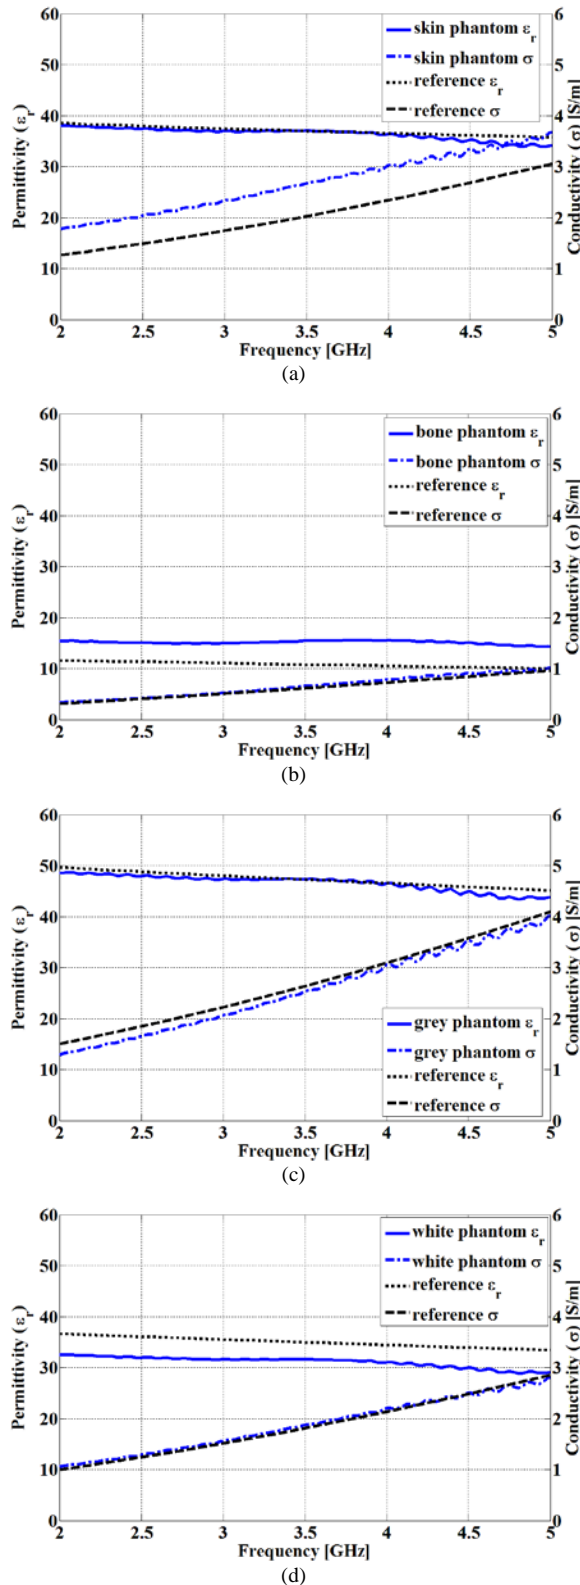 60
50
40
30
20
10
0
Permittivity (εr)
skin phantom εr
skin phantom σ
reference εr
reference σ
6
5
4
3
2
1
0
Conductivity (σ) [S/m]
2 2.5 3 3.5 4 4.5 5
Frequency [GHz]
(a)
60
50
40
30
20
10
0
Permittivity (εr)
bone phantom εr
bone phantom σ
reference εr
reference σ
6
5
4
3
2
1
0
Conductivity (σ) [S/m]
2 2.5 3 3.5 4 4.5 5
Frequency [GHz]
(b)
60
50
40
30
20
10
0
Permittivity (εr)
grey phantom εr
grey phantom σ
reference εr
reference σ
6
5
4
3
2
1
0
Conductivity (σ) [S/m]
2 2.5 3 3.5 4 4.5 5
Frequency [GHz]
(c)
60
50
40
30
20
10
0
Permittivity (εr)
white phantom εr
white phantom σ
reference εr
reference σ
6
5
4
3
2
1
0
Conductivity (σ) [S/m]
2 2.5 3 3.5 4 4.5 5
Frequency [GHz]
(d)